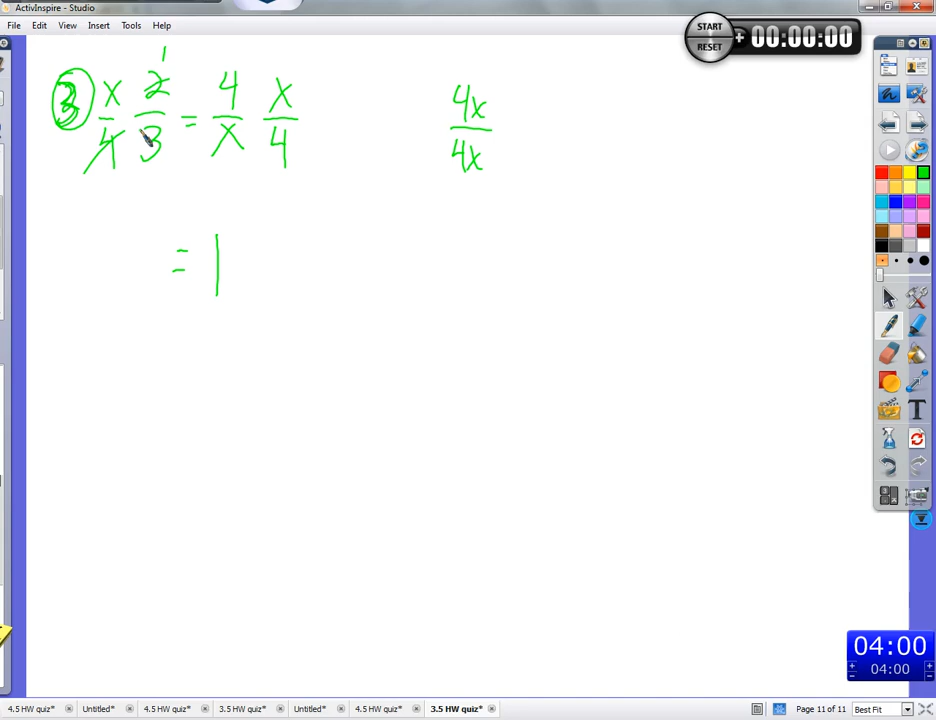 ActivInspire - Studio
File Edit View Insert Tools Help
START
RESET
+ 00:00:00
1
x 2 4 x 4x
4 3 = x 4 4x
= 1
T
04:00
04:00
4.5 HW quiz* Untitled* 4.5 HW quiz* 3.5 HW quiz* Untitled* 4.5 HW quiz* 3.5 HW quiz* Page 11 of 11 Best Fit